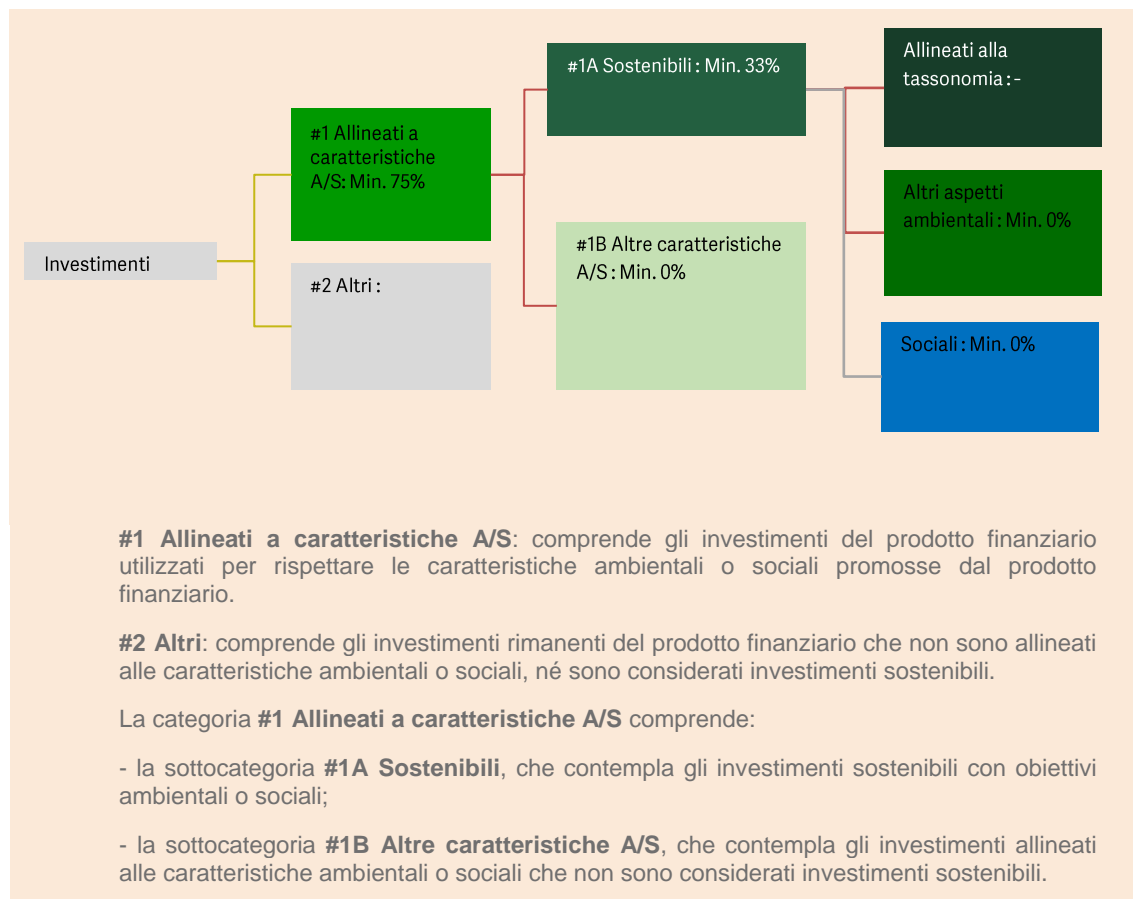 Investimenti
#1 Allineati a
caratteristiche
A/S: Min. 75%
#2 Altri :
#1A Sostenibili : Min. 33%
#1B Altre caratteristiche
A/S : Min. 0%
Allineati alla
tassonomia : -
Altri aspetti
ambientali : Min. 0%
Sociali : Min. 0%
#1 Allineati a caratteristiche A/S: comprende gli investimenti del prodotto finanziario
utilizzati per rispettare le caratteristiche ambientali o sociali promosse dal prodotto
finanziario.
#2 Altri: comprende gli investimenti rimanenti del prodotto finanziario che non sono allineati
alle caratteristiche ambientali o sociali, né sono considerati investimenti sostenibili.
La categoria #1 Allineati a caratteristiche A/S comprende:
- la sottocategoria #1A Sostenibili, che contempla gli investimenti sostenibili con obiettivi
ambientali o sociali;
- la sottocategoria #1B Altre caratteristiche A/S, che contempla gli investimenti allineati
alle caratteristiche ambientali o sociali che non sono considerati investimenti sostenibili.